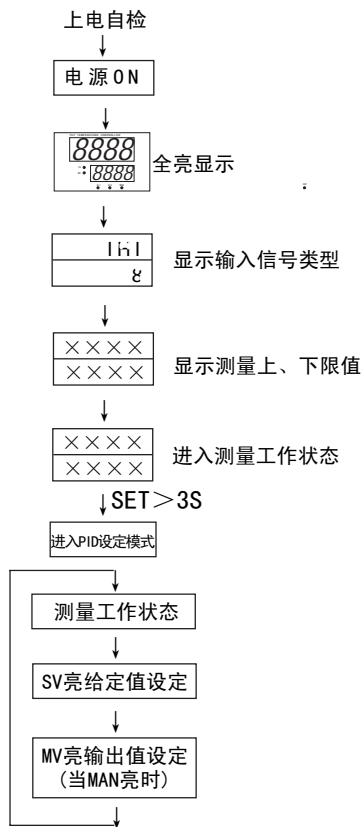 上电自检
电源ON
8888
8888
全亮显示
显示输入信号类型
××××
××××
显示测量上、下限值
××××
××××
进入测量工作状态
SET＞3S
进入PID设定模式
测量工作状态
SV亮给定值设定
MV亮输出值设定
(当MAN亮时)